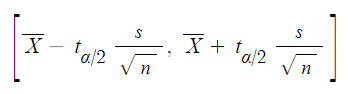 [ X̅ − t_{α/2} s/√n , X̅ + t_{α/2} s/√n ]